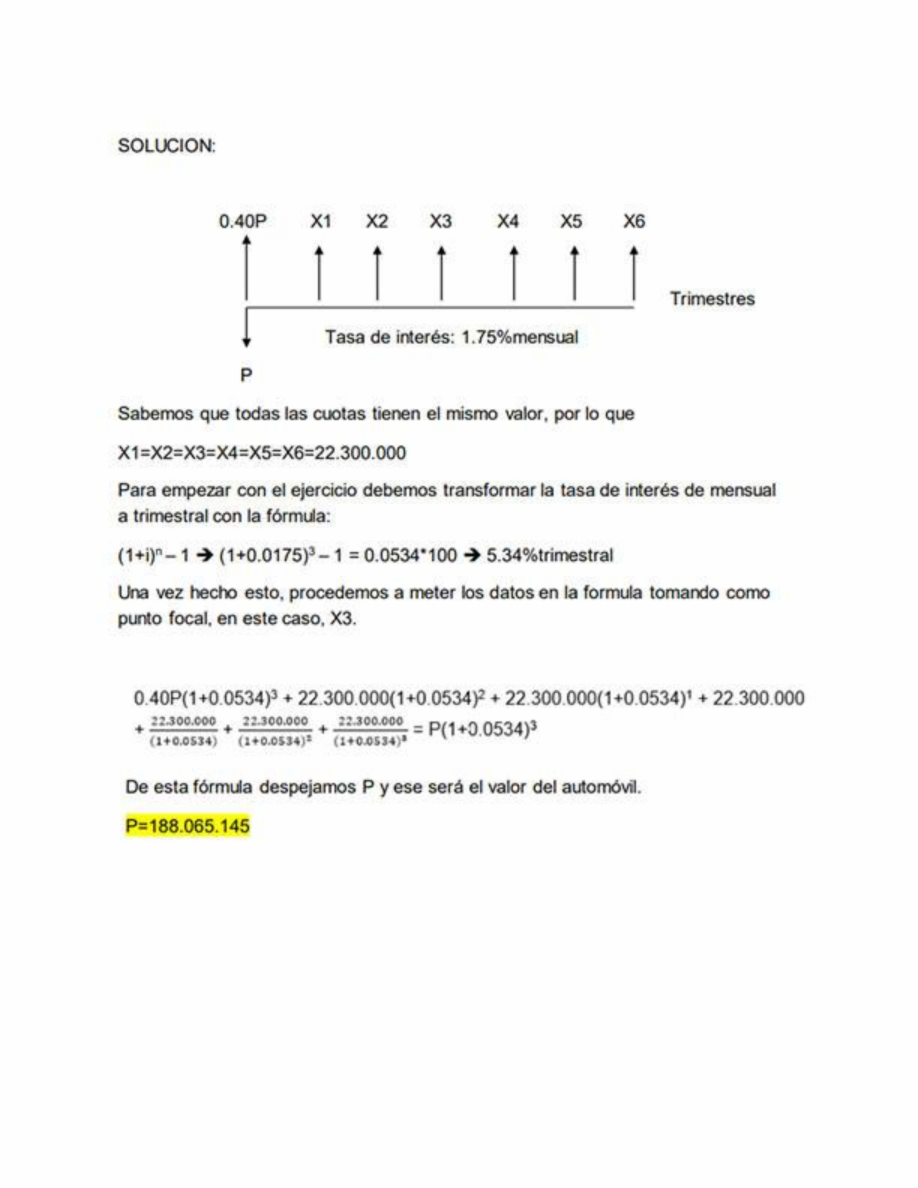 SOLUCION:
0.40P X1 X2 X3 X4 X5 X6
Trimestres
Tasa de interés: 1.75%mensual
P
Sabemos que todas las cuotas tienen el mismo valor, por lo que
X1=X2=X3=X4=X5=X6=22.300.000
Para empezar con el ejercicio debemos transformar la tasa de interés de mensual
a trimestral con la fórmula:
(1+i)ⁿ – 1 ➔ (1+0.0175)³ – 1 = 0.0534*100 ➔ 5.34%trimestral
Una vez hecho esto, procedemos a meter los datos en la formula tomando como
punto focal, en este caso, X3.
0.40P(1+0.0534)³ + 22.300.000(1+0.0534)² + 22.300.000(1+0.0534)¹ + 22.300.000
+ 22.300.000/(1+0.0534) + 22.300.000/(1+0.0534)² + 22.300.000/(1+0.0534)³ = P(1+0.0534)³
De esta fórmula despejamos P y ese será el valor del automóvil.
P=188.065.145